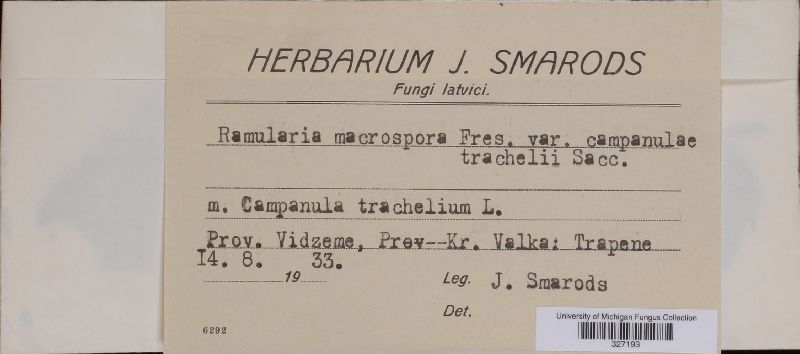 HERBARIUM J. SMARODS
Fungi latvici.
Ramularia macrospora Fres. var. campanulae
trachelii Sacc.
m. Campanula trachelium L.
Prov. Vidzeme, Prov--Kr. Valka: Trapene
I4. 8. 33.
19
Leg. J. Smarods
Det.
6292
University of Michigan Fungus Collection
327193